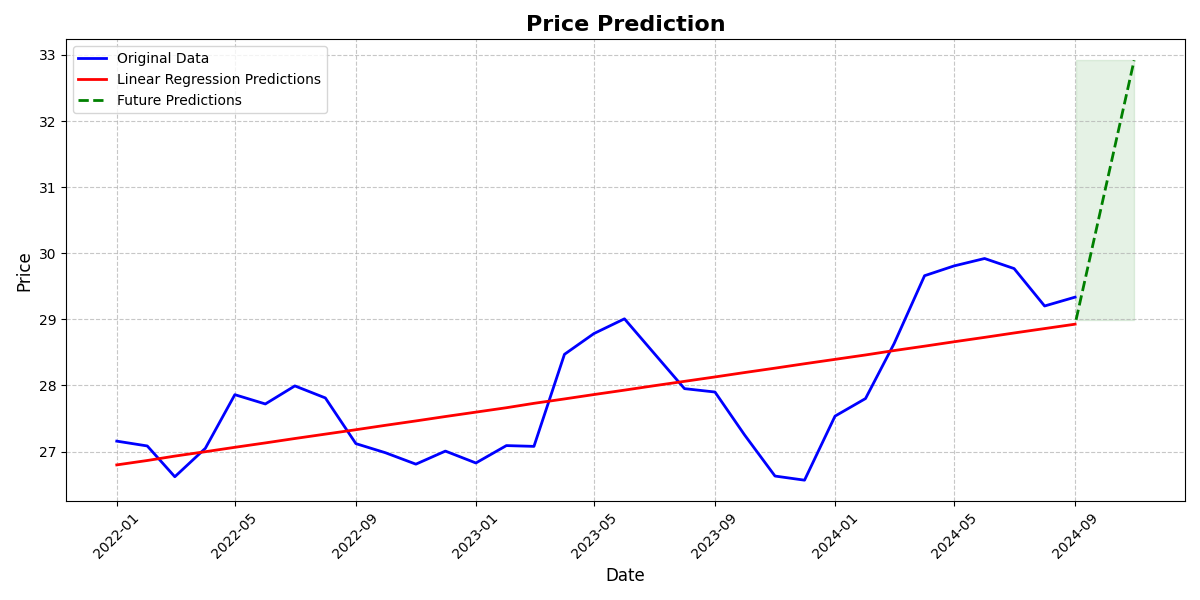 Price Prediction
Original Data
Linear Regression Predictions
Future Predictions
33
32
31
30
29
28
27
Price
2022-01
2022-05
2022-09
2023-01
2023-05
2023-09
2024-01
2024-05
2024-09
Date